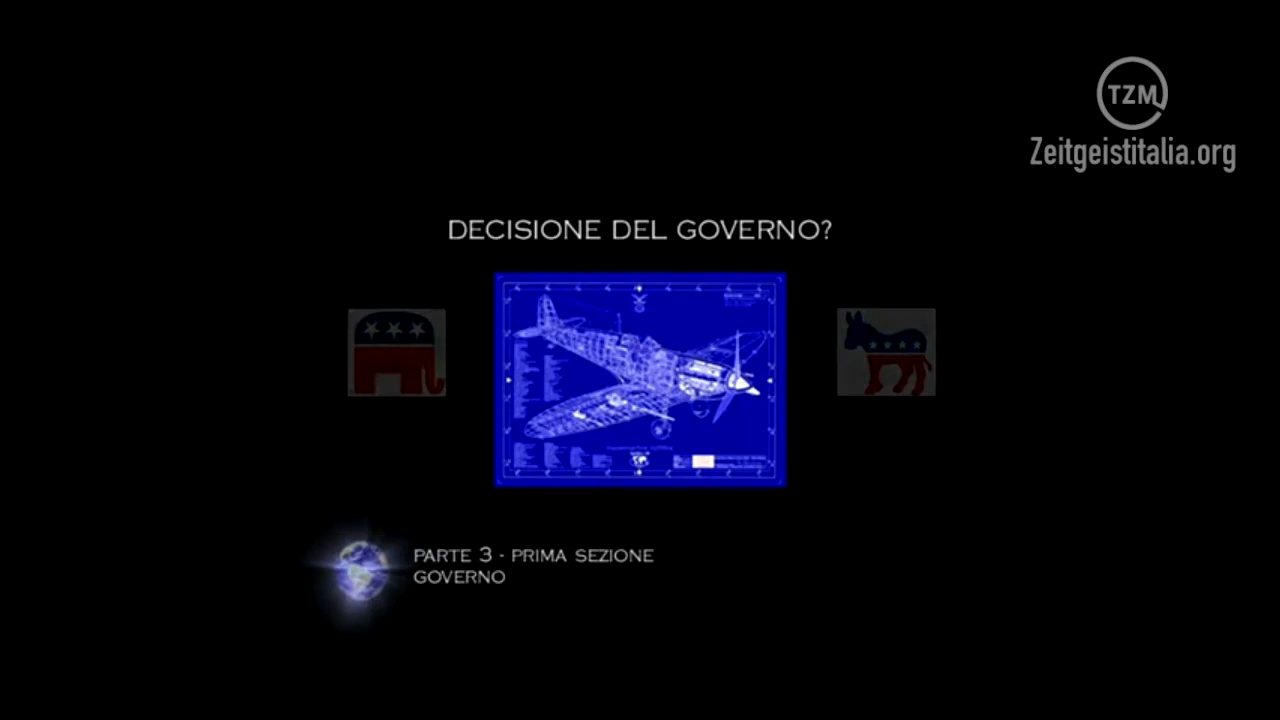 TZM
Zeitgeistitalia.org
DECISIONE DEL GOVERNO?
PARTE 3 - PRIMA SEZIONE
GOVERNO